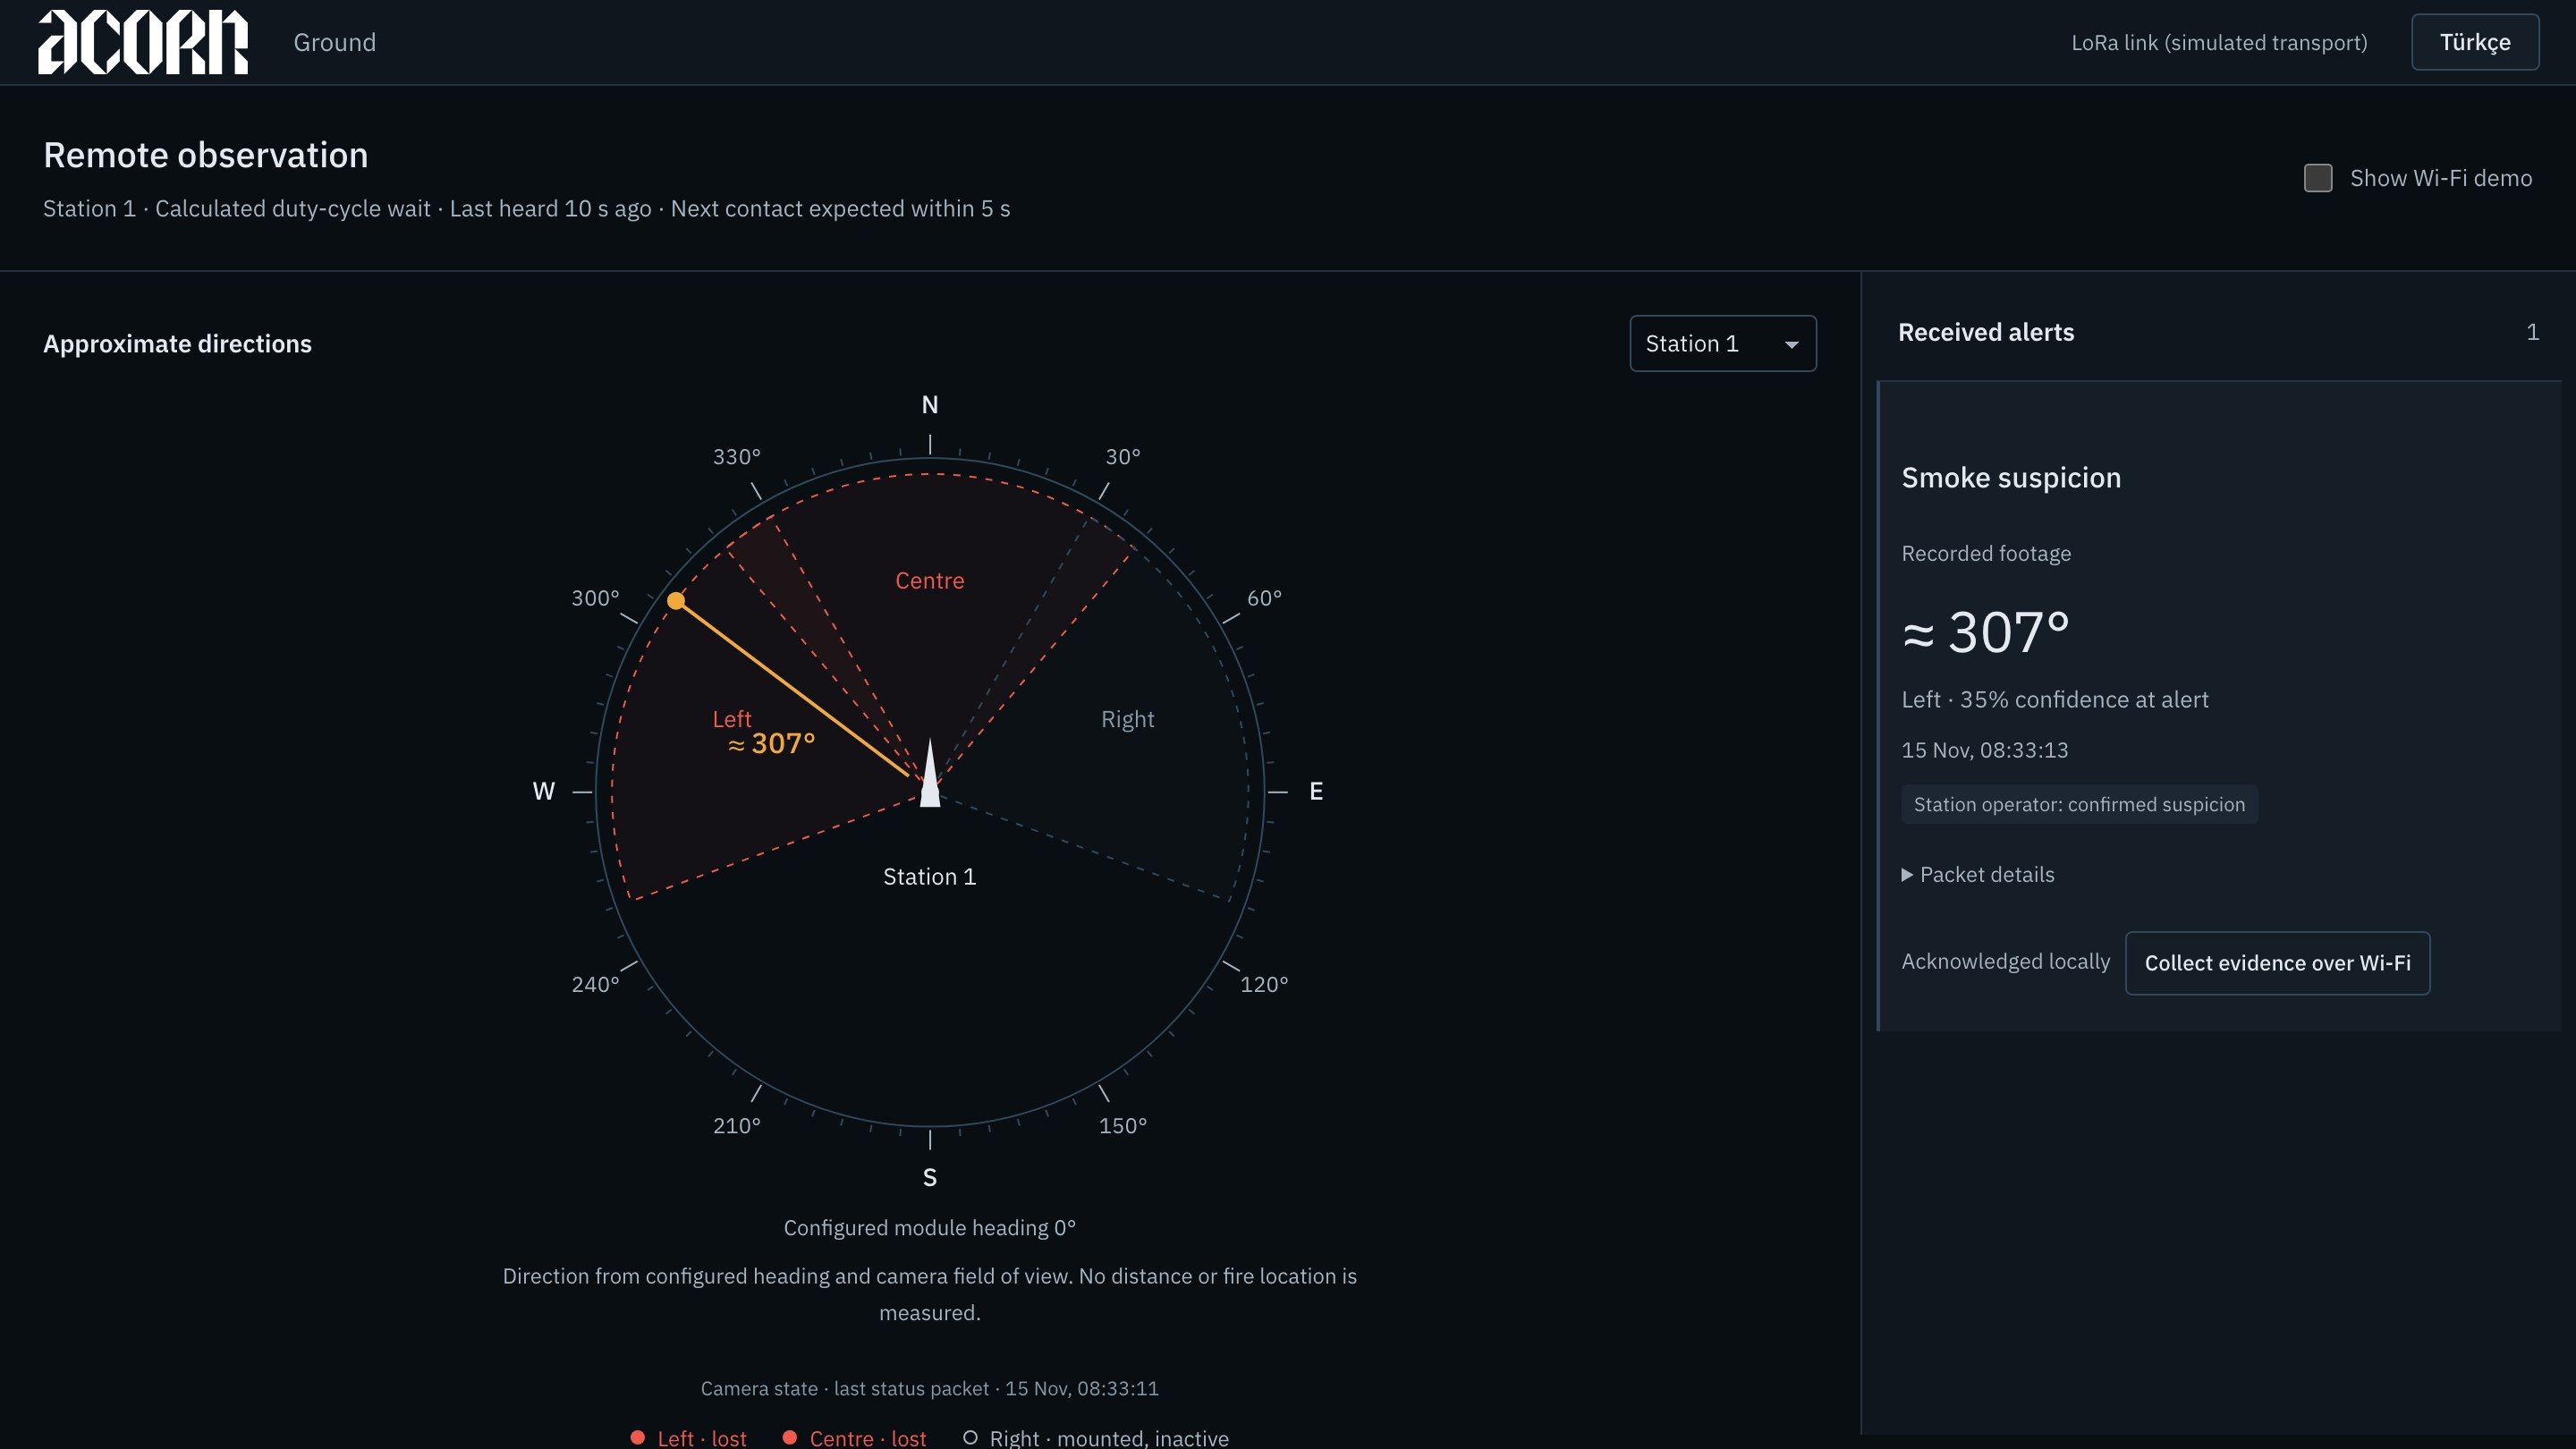 acorn
Ground
LoRa link (simulated transport)
Türkçe
Remote observation
Station 1 · Calculated duty-cycle wait · Last heard 10 s ago · Next contact expected within 5 s
Show Wi-Fi demo
Approximate directions
Station 1
N
330°
30°
300°
60°
Centre
Left
≈ 307°
Right
W
E
Station 1
240°
120°
210°
150°
S
Configured module heading 0°
Direction from configured heading and camera field of view. No distance or fire location is
measured.
Camera state · last status packet · 15 Nov, 08:33:11
Left · lost
Centre · lost
Right · mounted, inactive
Received alerts
1
Smoke suspicion
Recorded footage
≈ 307°
Left · 35% confidence at alert
15 Nov, 08:33:13
Station operator: confirmed suspicion
Packet details
Acknowledged locally
Collect evidence over Wi-Fi